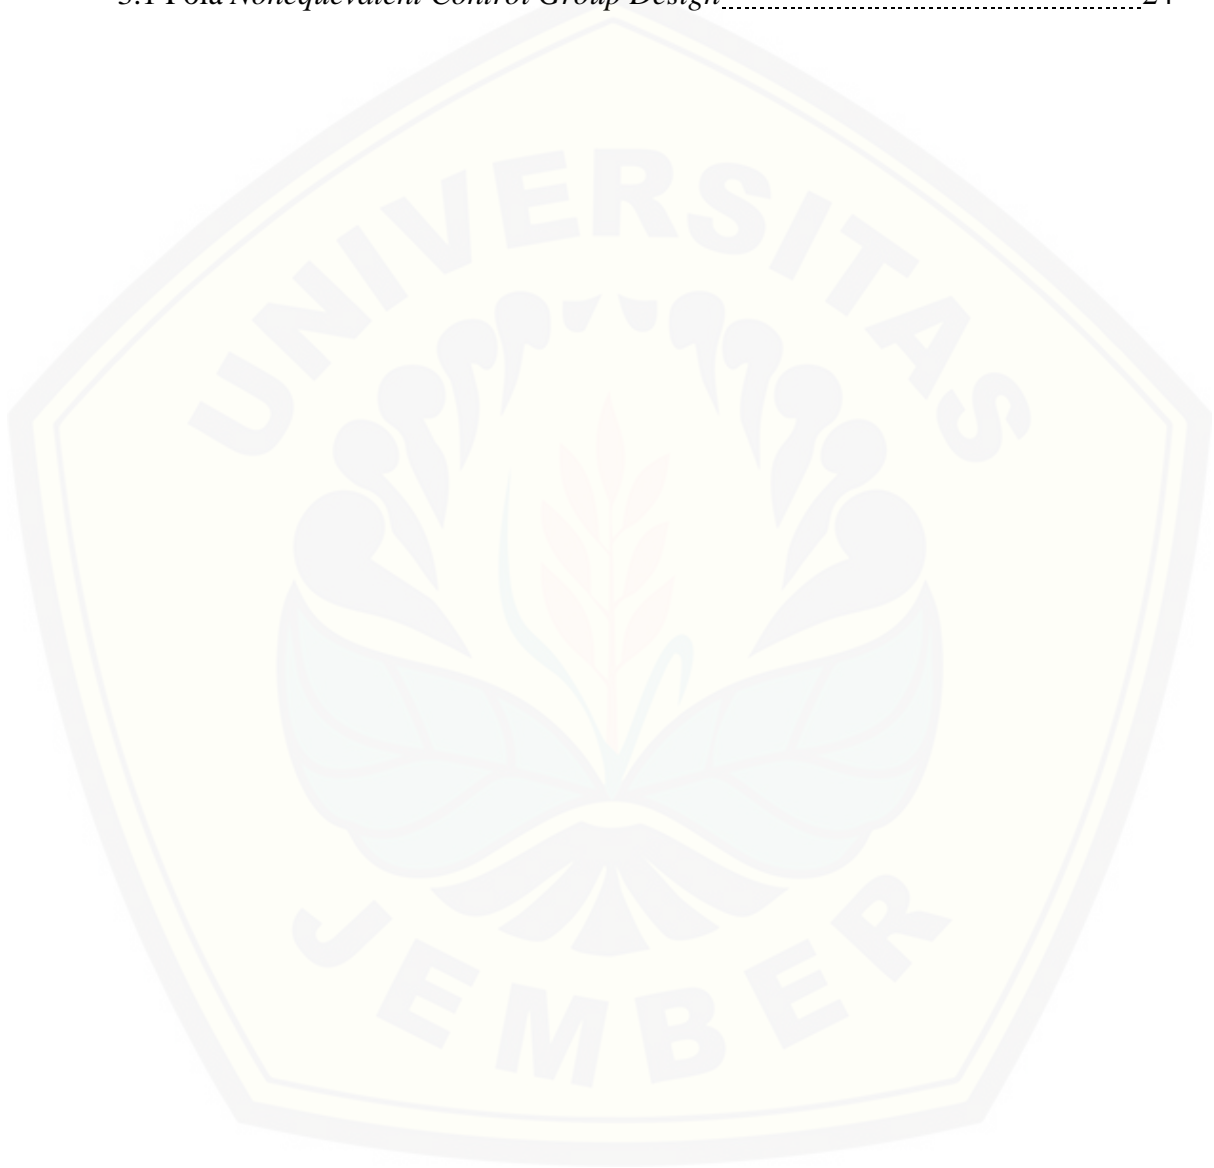 3.1 Pola Nonequevalent Control Group Design........................................................24
UNIVERSITAS
JEMBER